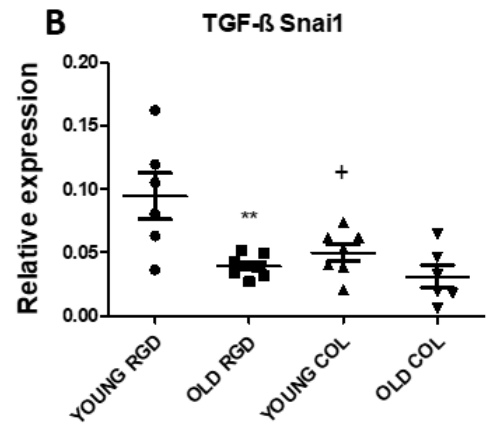 B
TGF-ß Snai1
Relative expression
0.20
0.15
0.10
0.05
0.00
**
+
YOUNG RGD
OLD RGD
YOUNG COL
OLD COL